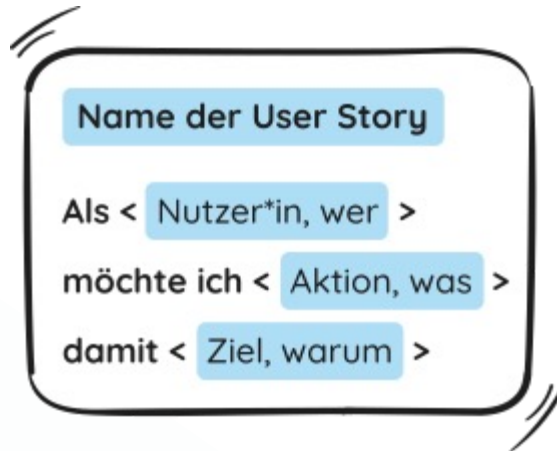 Name der User Story
Als < Nutzer*in, wer >
möchte ich < Aktion, was >
damit < Ziel, warum >